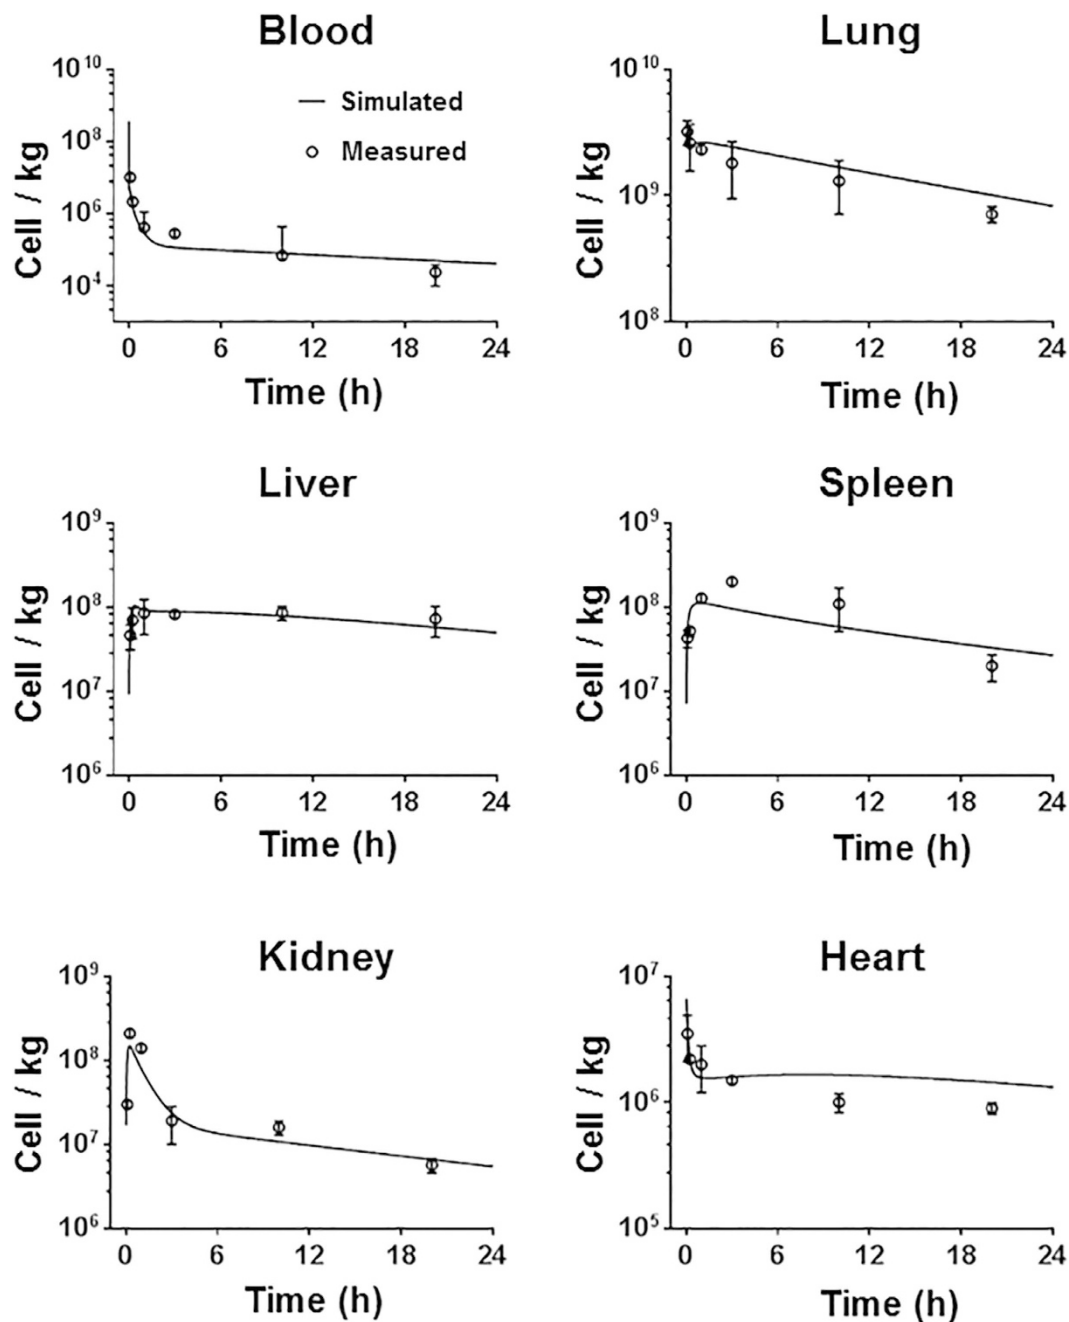 Blood
10^10
10^8
10^6
10^4
Cell / kg
— Simulated
○ Measured
0 6 12 18 24
Time (h)
Lung
10^10
10^9
10^8
Cell / kg
0 6 12 18 24
Time (h)
Liver
10^9
10^8
10^7
10^6
Cell / kg
0 6 12 18 24
Time (h)
Spleen
10^9
10^8
10^7
10^6
Cell / kg
0 6 12 18 24
Time (h)
Kidney
10^9
10^8
10^7
10^6
Cell / kg
0 6 12 18 24
Time (h)
Heart
10^7
10^6
10^5
Cell / kg
0 6 12 18 24
Time (h)